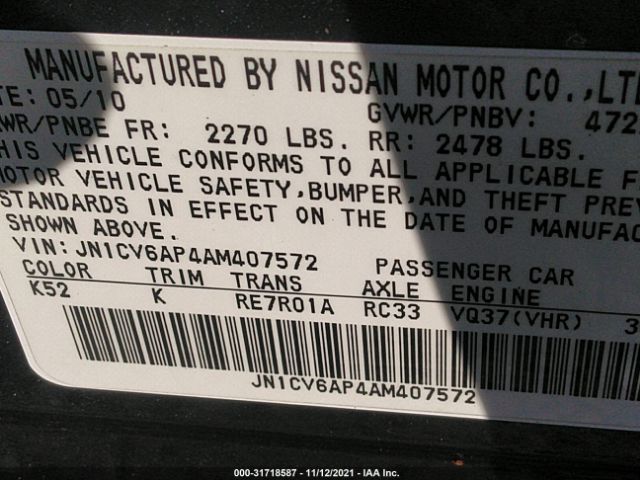 MANUFACTURED BY NISSAN MOTOR CO.,LT
TE: 05/10 GVWR/PNBV: 472
WR/PNBE FR: 2270 LBS. RR: 2478 LBS.
HIS VEHICLE CONFORMS TO ALL APPLICABLE F
MOTOR VEHICLE SAFETY,BUMPER,AND THEFT PREV
STANDARDS IN EFFECT ON THE DATE OF MANUFAC
SHOWN ABOVE.
VIN:JN1CV6AP4AM407572 PASSENGER CAR
COLOR TRIM TRANS AXLE ENGINE
K52 K RE7R01A RC33 VQ37(VHR) 3
JN1CV6AP4AM407572
000-31718587 - 11/12/2021 - IAA Inc.